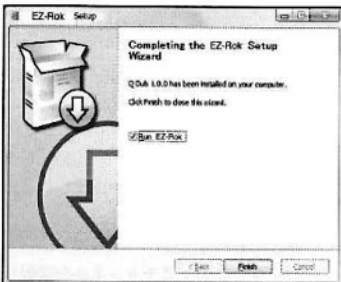 EZ-Rok Setup
Completing the EZ-Rok Setup
Wizard
Q Dub 1.0.0 has been installed on your computer.
Click Finish to close this wizard.
Run EZ-Rok
< Back Finish Cancel